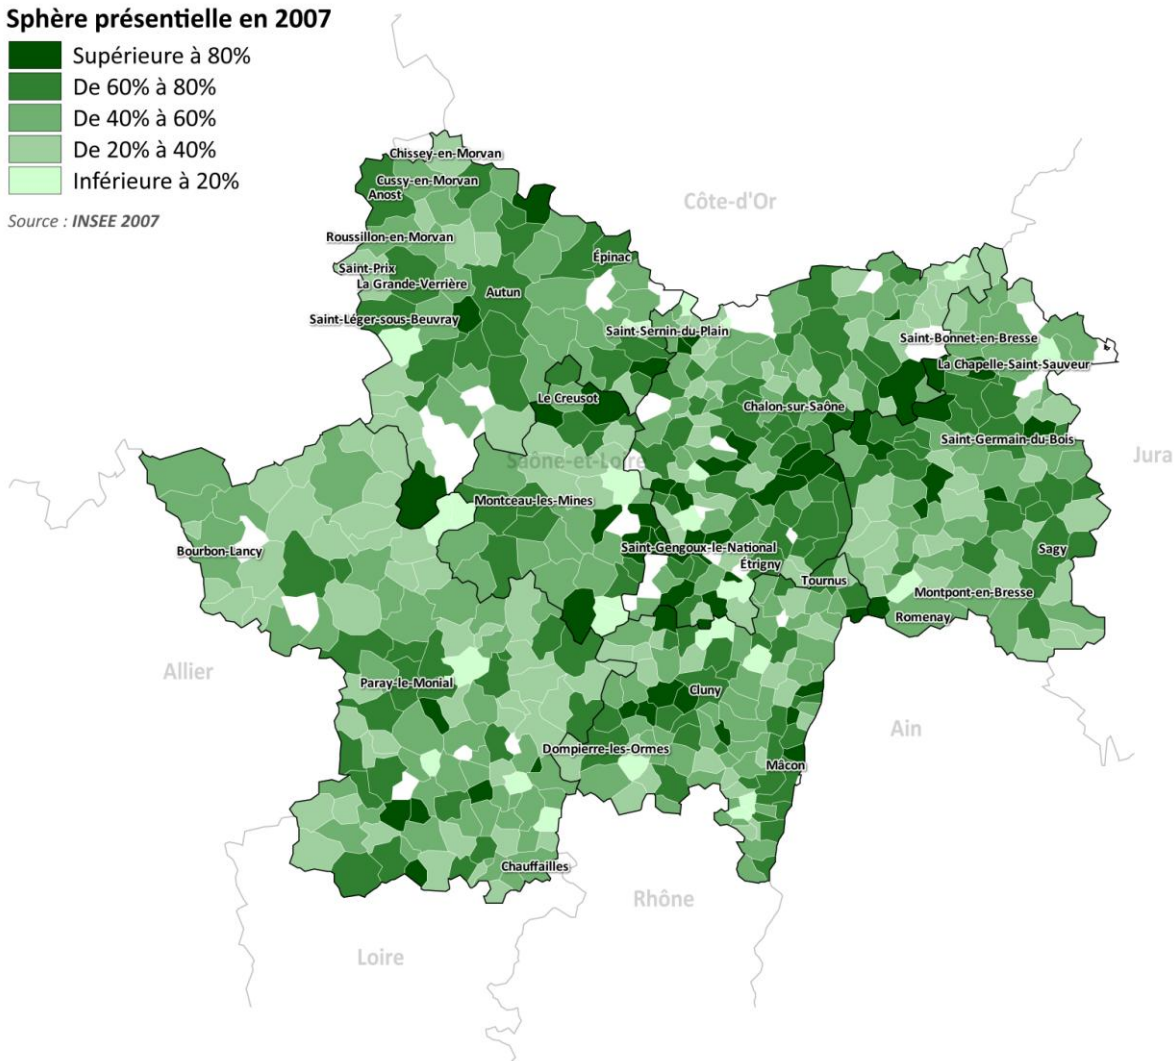 Sphère présentielle en 2007
Supérieure à 80%
De 60% à 80%
De 40% à 60%
De 20% à 40%
Inférieure à 20%
Source : INSEE 2007
Chissey-en-Morvan
Cussy-en-Morvan
Anost
Côte-d'Or
Roussillon-en-Morvan
Épinac
Saint-Prix
La Grande-Verrière
Autun
Saint-Léger-sous-Beuvray
Saint-Sernin-du-Plain
Saint-Bonnet-en-Bresse
La Chapelle-Saint-Sauveur
Le Creusot
Chalon-sur-Saône
Saint-Germain-du-Bois
Saône-et-Loire
Jura
Montceau-les-Mines
Bourbon-Lancy
Saint-Gengoux-le-National
Sagy
Étrigny
Tournus
Montpont-en-Bresse
Romenay
Allier
Paray-le-Monial
Cluny
Ain
Dompierre-les-Ormes
Mâcon
Chauffailles
Rhône
Loire